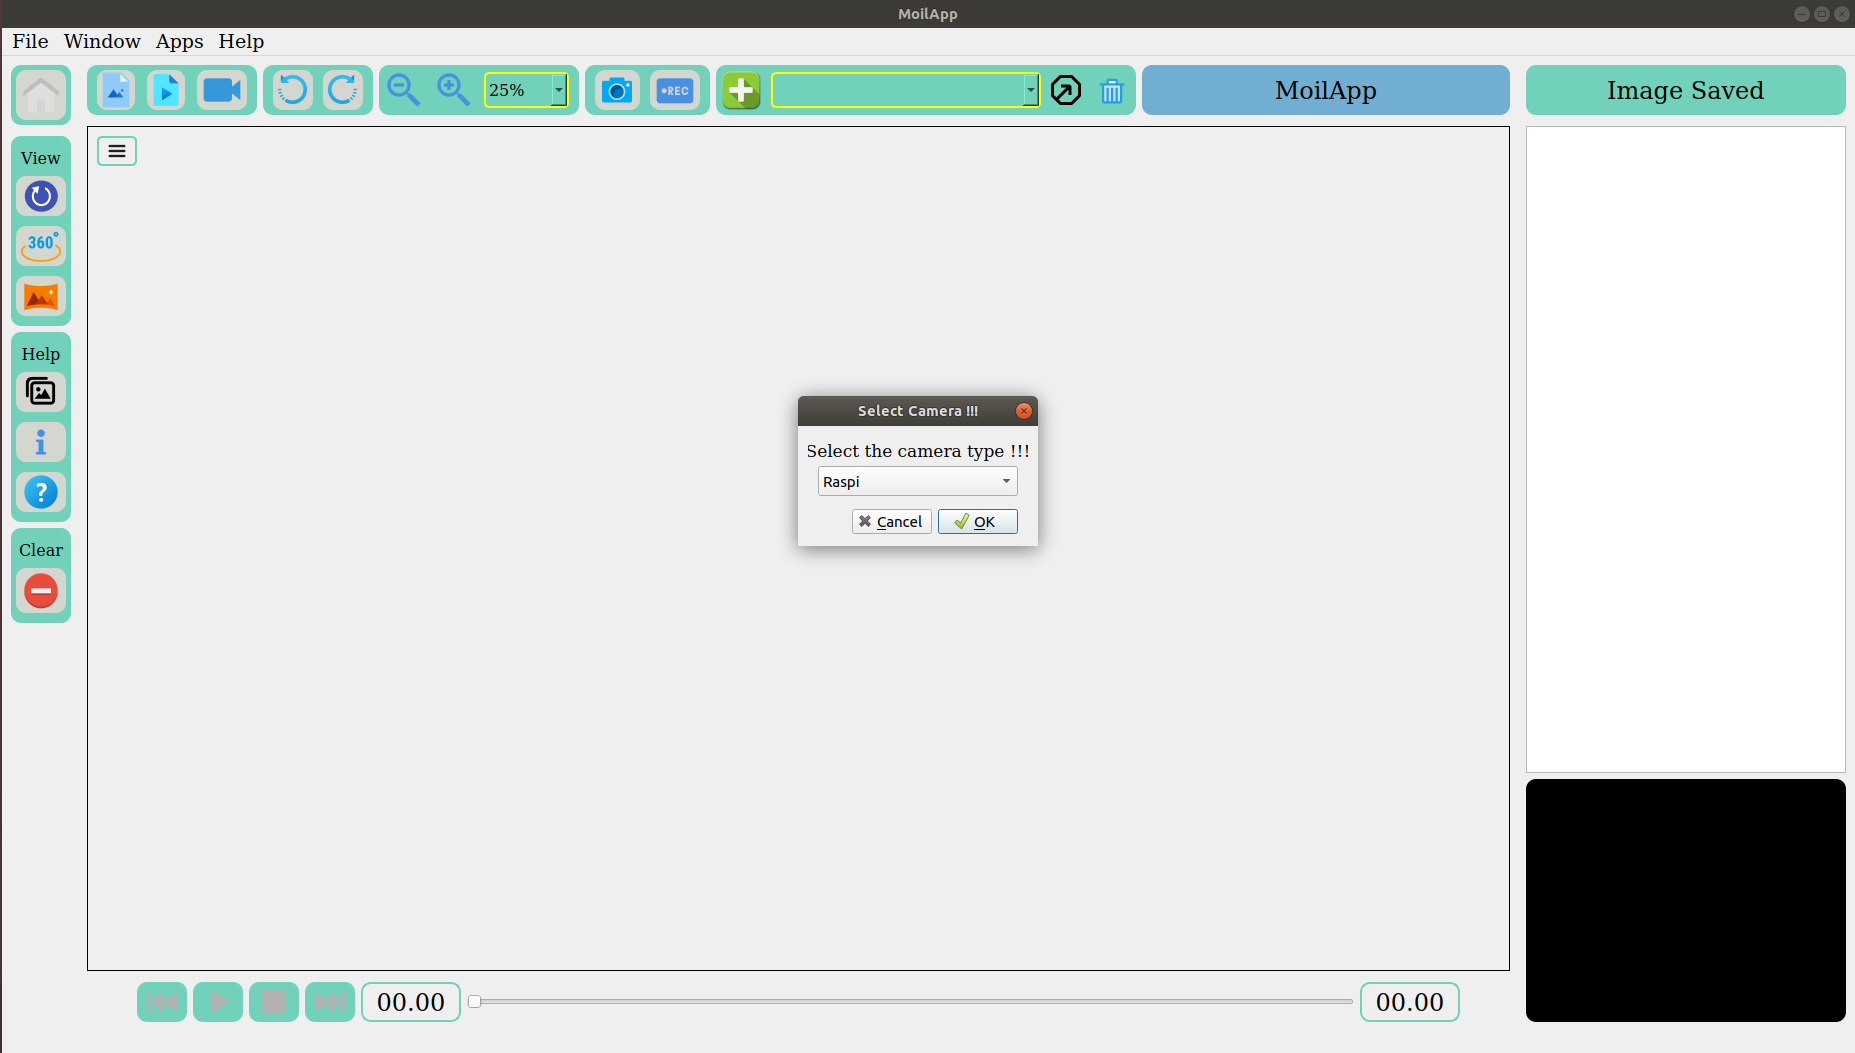 MoilApp
File Window Apps Help
25%
REC
MoilApp
Image Saved
View
360°
Help
i
?
Clear
Select Camera !!!
Select the camera type !!!
Raspi
Cancel OK
00.00
00.00